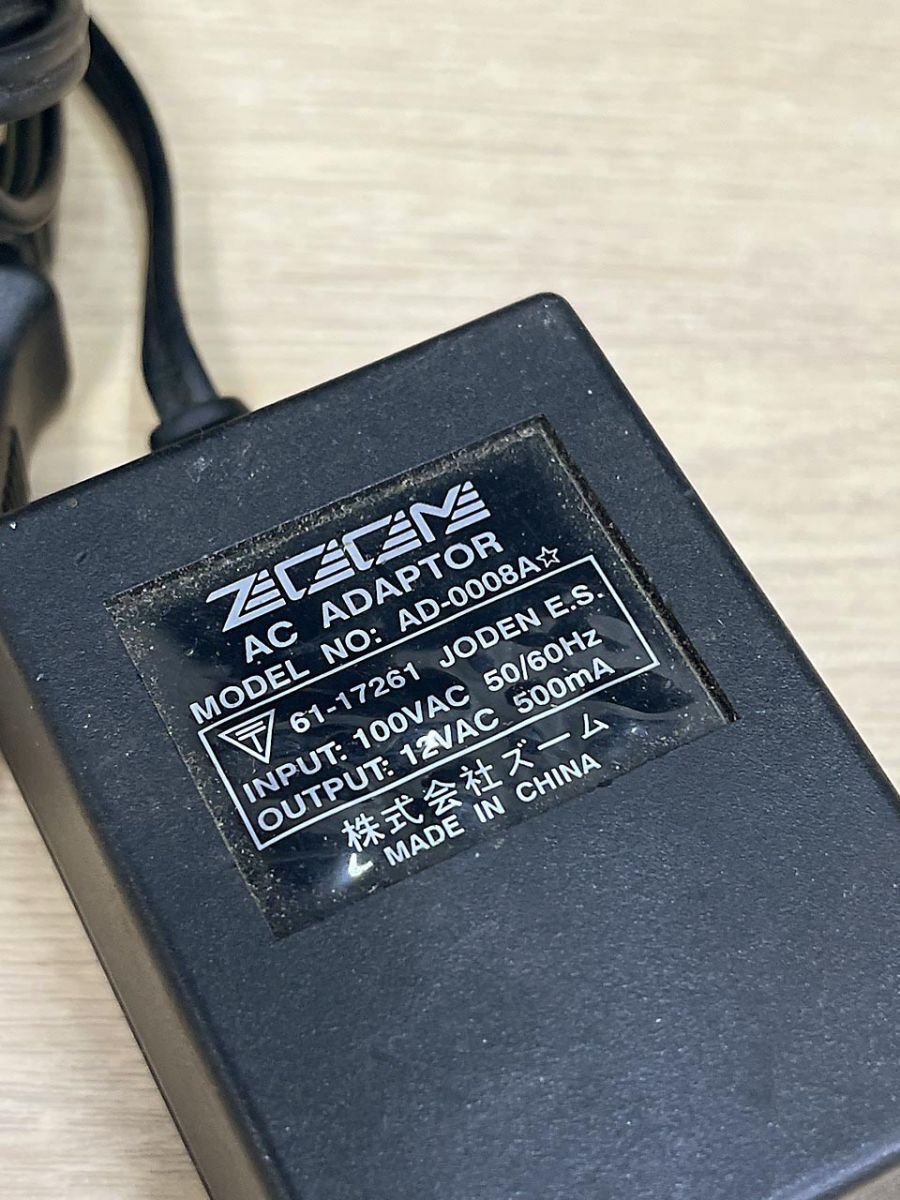 ZOOM
AC ADAPTOR
MODEL NO: AD-0008A☆
T 61-17261 JODEN E.S.
INPUT: 100VAC 50/60Hz
OUTPUT: 12VAC 500mA
株式会社ズーム
MADE IN CHINA